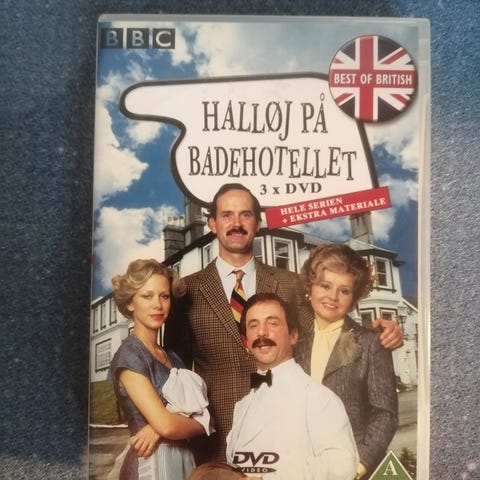 BBC
BEST OF BRITISH
HALLØJ PÅ
BADEHOTELLET
3 x DVD
HELE SERIEN
+ EKSTRA MATERIALE
DVD
VIDEO
A